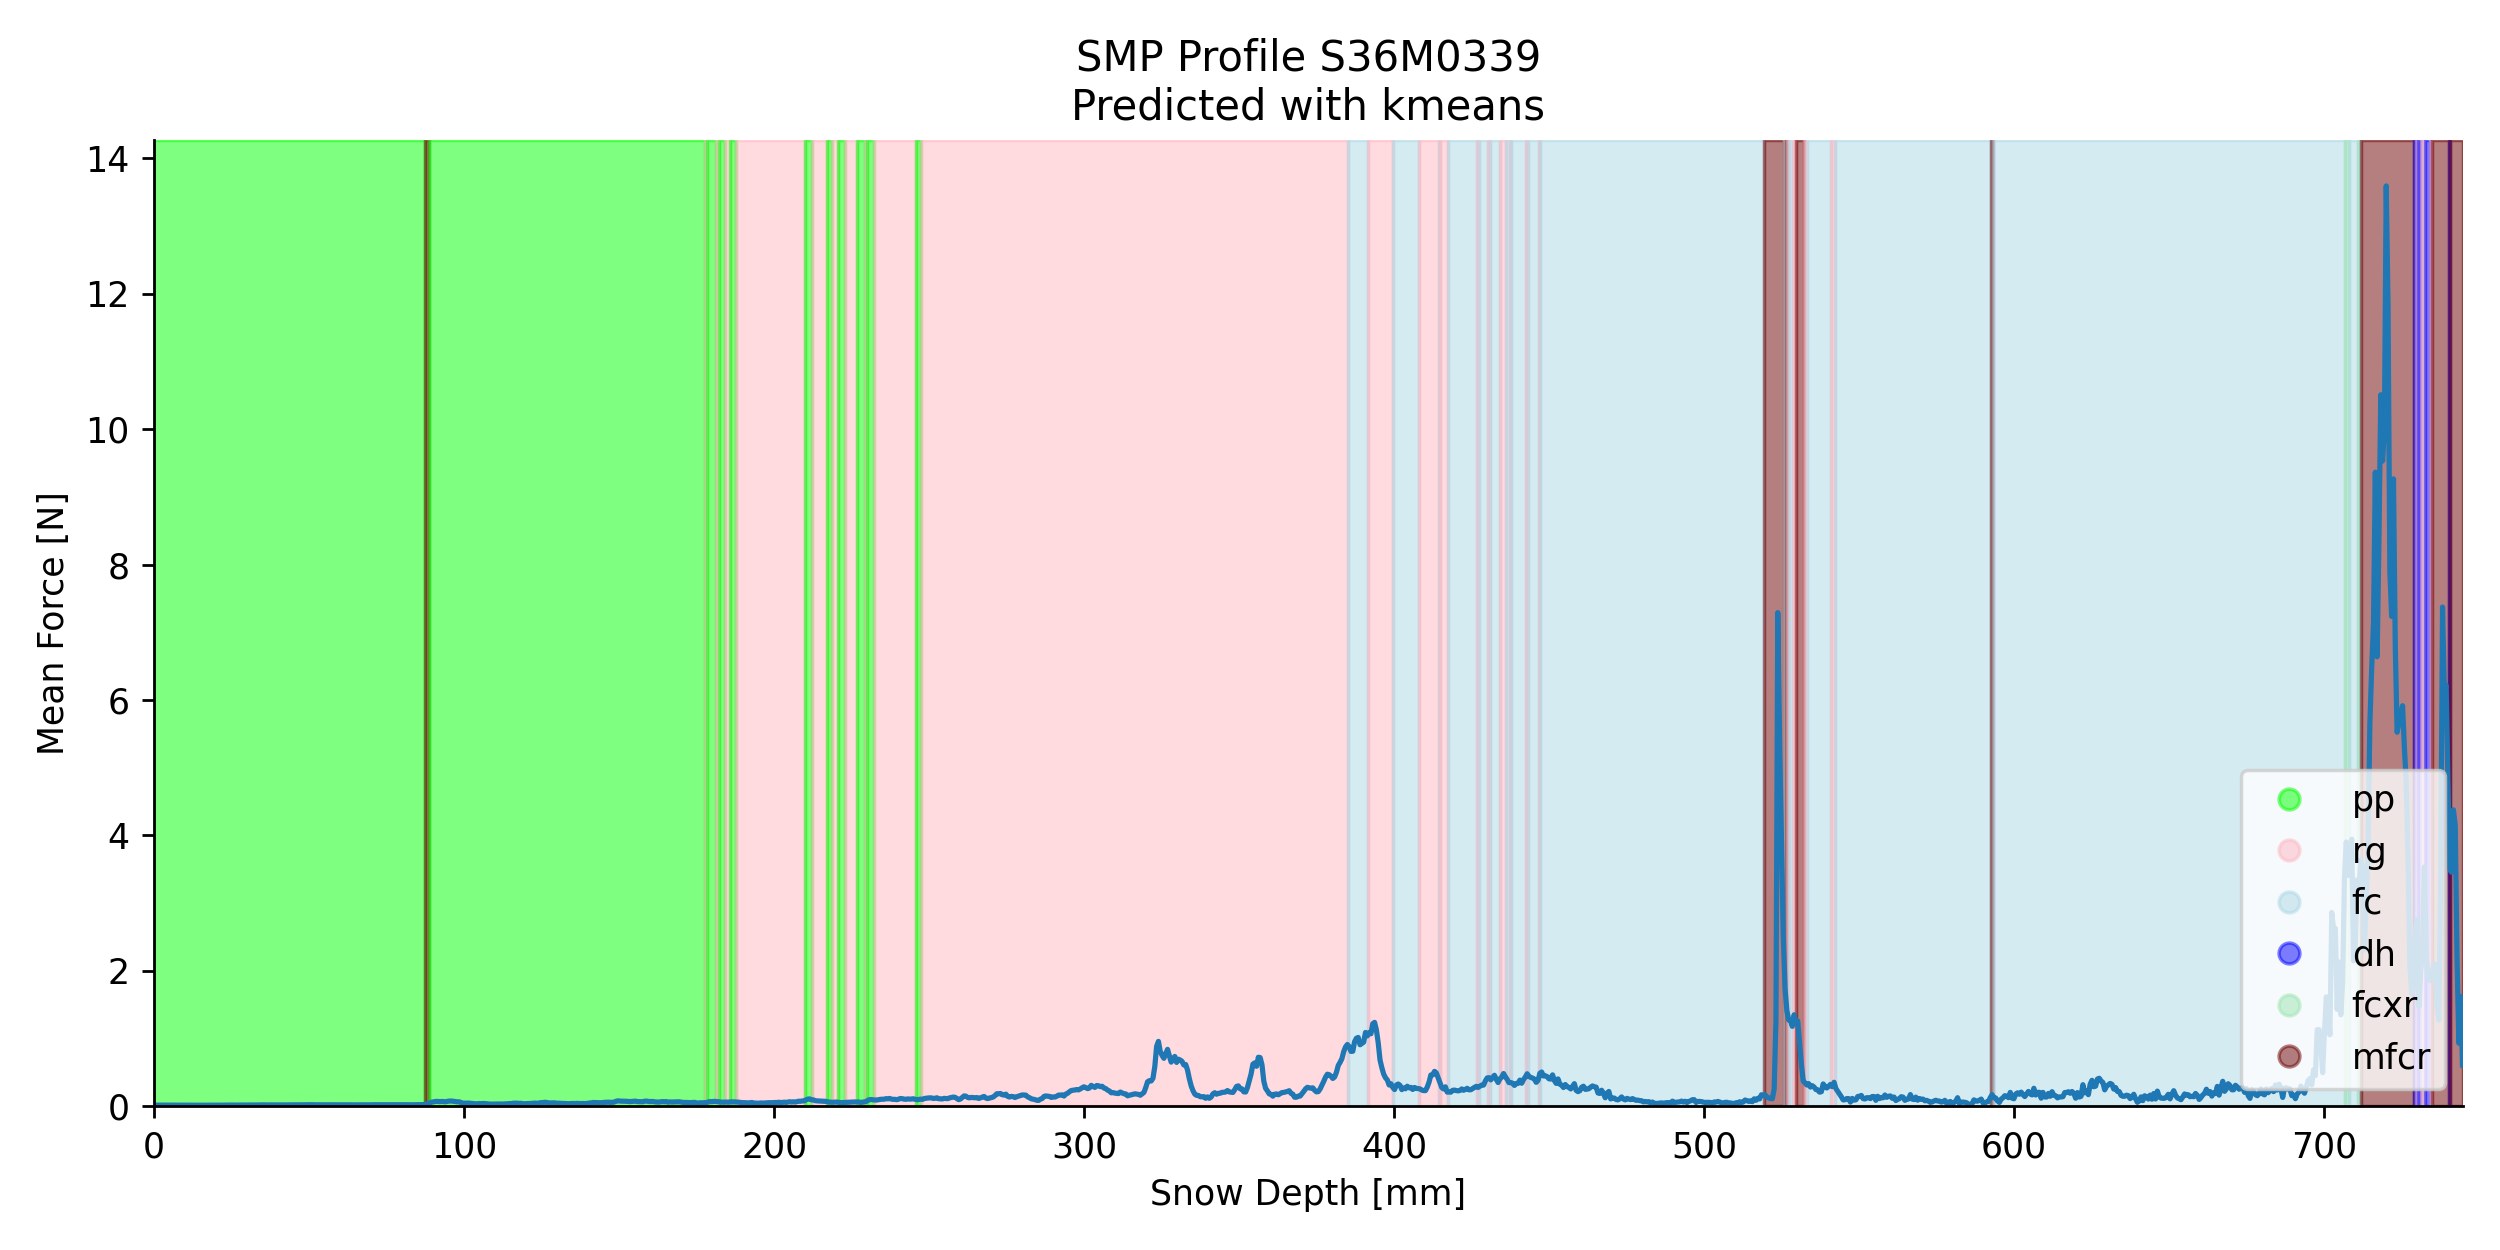 SMP Profile S36M0339
Predicted with kmeans
14
12
10
8
6
4
2
0
Mean Force [N]
0 100 200 300 400 500 600 700
Snow Depth [mm]
pp
rg
fc
dh
fcxr
mfcr